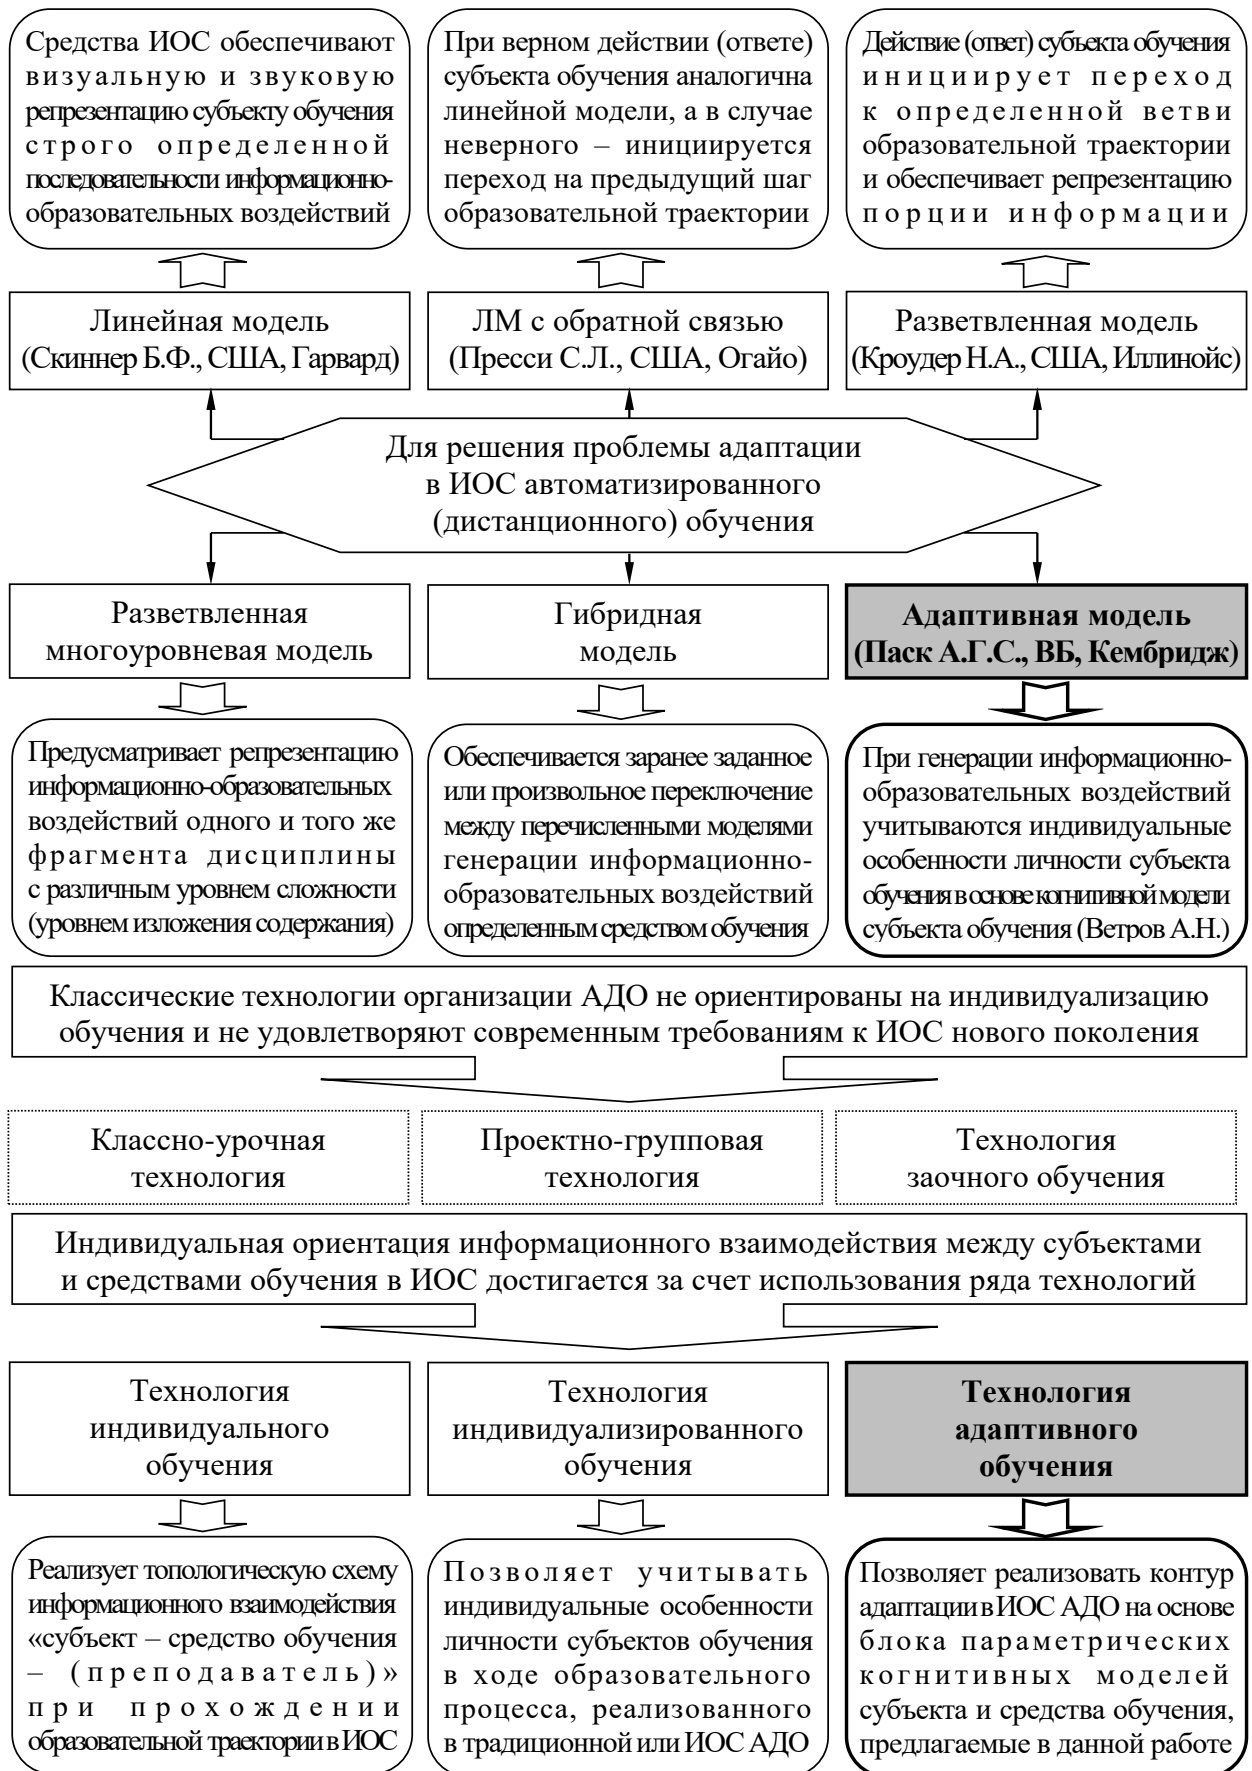 Средства ИОС обеспечивают
визуальную и звуковую
репрезентацию субъекту обучения
строго определенной
последовательности информационно-
образовательных воздействий
При верном действии (ответе)
субъекта обучения аналогична
линейной модели, а в случае
неверного – инициируется
переход на предыдущий шаг
образовательной траектории
Действие (ответ) субъекта обучения
инициирует переход
к определенной ветви
образовательной траектории
и обеспечивает репрезентацию
порции информации
Линейная модель
(Скиннер Б.Ф., США, Гарвард)
ЛМ с обратной связью
(Пресси С.Л., США, Огайо)
Разветвленная модель
(Кроудер Н.А., США, Иллинойс)
Для решения проблемы адаптации
в ИОС автоматизированного
(дистанционного) обучения
Разветвленная
многоуровневая модель
Гибридная
модель
Адаптивная модель
(Паск А.Г.С., ВБ, Кембридж)
Предусматривает репрезентацию
информационно-образовательных
воздействий одного и того же
фрагмента дисциплины
с различным уровнем сложности
(уровнем изложения содержания)
Обеспечивается заранее заданное
или произвольное переключение
между перечисленными моделями
генерации информационно-
образовательных воздействий
определенным средством обучения
При генерации информационно-
образовательных воздействий
учитываются индивидуальные
особенности личности субъекта
обучения в основе когнитивной модели
субъекта обучения (Ветров А.Н.)
Классические технологии организации АДО не ориентированы на индивидуализацию
обучения и не удовлетворяют современным требованиям к ИОС нового поколения
Классно-урочная
технология
Проектно-групповая
технология
Технология
заочного обучения
Индивидуальная ориентация информационного взаимодействия между субъектами
и средствами обучения в ИОС достигается за счет использования ряда технологий
Технология
индивидуального
обучения
Технология
индивидуализированного
обучения
Технология
адаптивного
обучения
Реализует топологическую схему
информационного взаимодействия
«субъект – средство обучения
– (преподаватель)»
при прохождении
образовательной траектории в ИОС
Позволяет учитывать
индивидуальные особенности
личности субъектов обучения
в ходе образовательного
процесса, реализованного
в традиционной или ИОС АДО
Позволяет реализовать контур
адаптации в ИОС АДО на основе
блока параметрических
когнитивных моделей
субъекта и средства обучения,
предлагаемые в данной работе